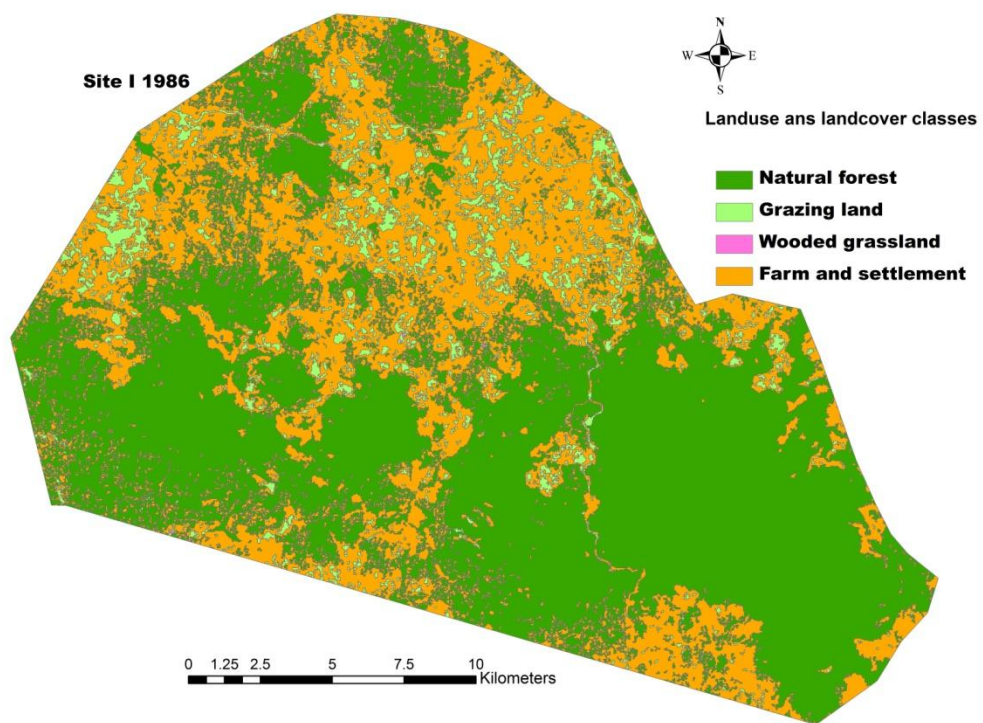 N
W E
S
Site I 1986
Landuse ans landcover classes
Natural forest
Grazing land
Wooded grassland
Farm and settlement
0 1.25 2.5 5 7.5 10
Kilometers